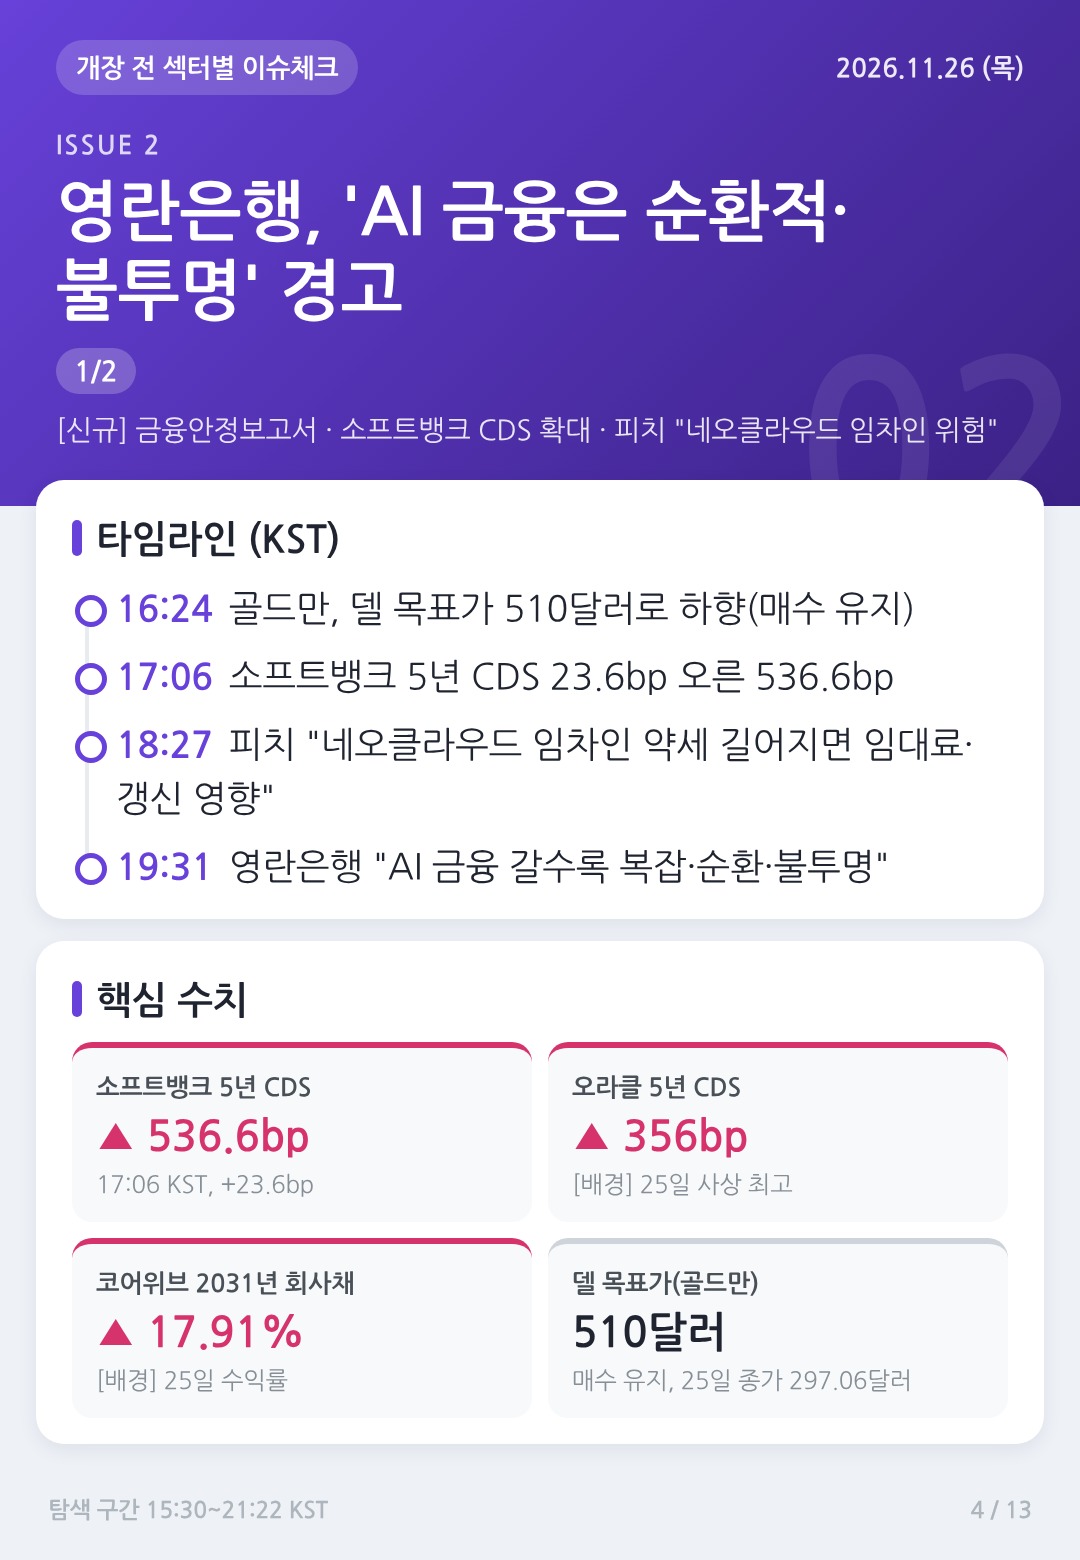 개장 전 섹터별 이슈체크
2026.11.26 (목)
ISSUE 2
영란은행, 'AI 금융은 순환적·
불투명' 경고
1/2
02
[신규] 금융안정보고서 · 소프트뱅크 CDS 확대 · 피치 "네오클라우드 임차인 위험"
타임라인 (KST)
16:24 골드만, 델 목표가 510달러로 하향(매수 유지)
17:06 소프트뱅크 5년 CDS 23.6bp 오른 536.6bp
18:27 피치 "네오클라우드 임차인 약세 길어지면 임대료·
갱신 영향"
19:31 영란은행 "AI 금융 갈수록 복잡·순환·불투명"
핵심 수치
소프트뱅크 5년 CDS
▲ 536.6bp
17:06 KST, +23.6bp
오라클 5년 CDS
▲ 356bp
[배경] 25일 사상 최고
코어위브 2031년 회사채
▲ 17.91%
[배경] 25일 수익률
델 목표가(골드만)
510달러
매수 유지, 25일 종가 297.06달러
탐색 구간 15:30~21:22 KST
4 / 13